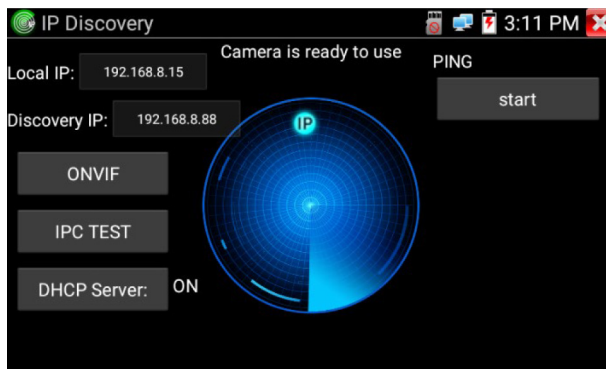 IP Discovery
3:11 PM
Camera is ready to use
Local IP: 192.168.8.15
PING
start
Discovery IP: 192.168.8.88
IP
ONVIF
IPC TEST
DHCP Server: ON